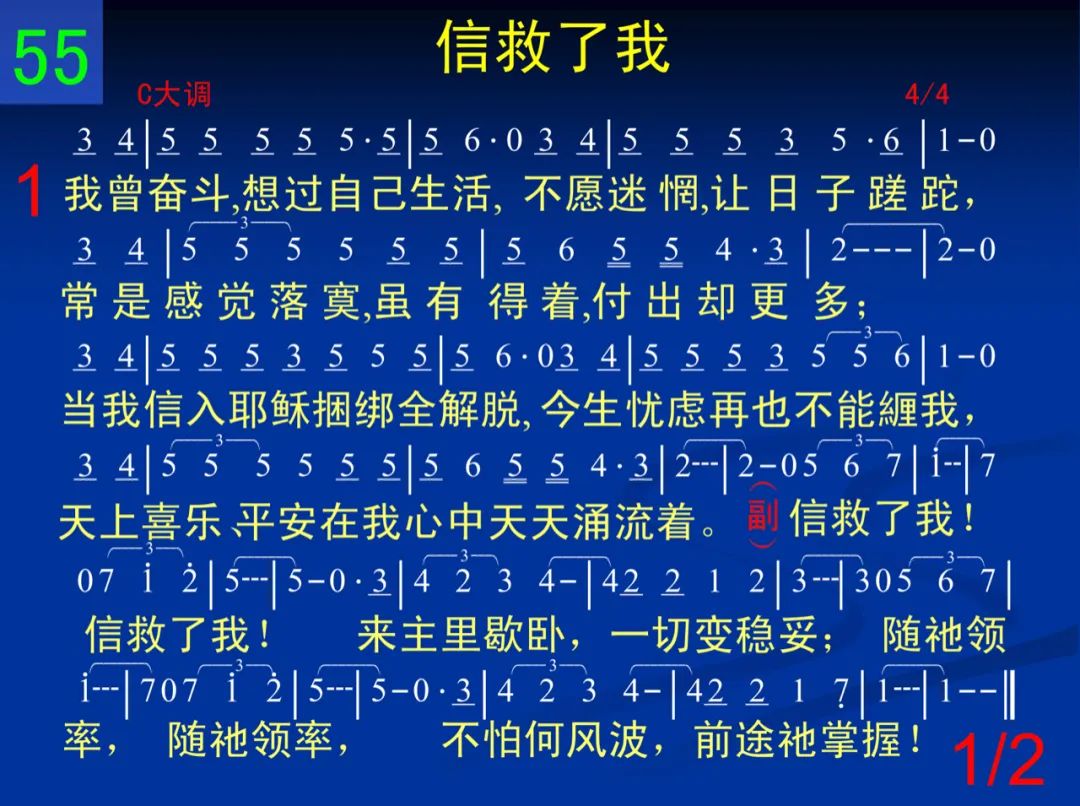 55
信救了我
C大调 4/4
3 4|5 5 5 5 5·5|5 6·0 3 4|5 5 5 3 5·6|1-0
1 我曾奋斗,想过自己生活, 不愿迷惘,让日子蹉跎，
3 4|5 5 5 5 5 5|5 6 5 5 4·3|2---|2-0
常是感觉落寞,虽有得着,付出却更多；
3 4|5 5 5 3 5 5 5|5 6·0 3 4|5 5 5 3 5 5 6|1-0
当我信入耶稣捆绑全解脱, 今生忧虑再也不能纏我，
3 4|5 5 5 5 5 5|5 6 5 5 4·3|2---|2-0 5 6 7|i--|7
天上喜乐、平安在我心中天天涌流着。(副) 信救了我！
0 7 i 2|5---|5-0·3|4 2 3 4-|4 2 2 1 2|3---|3 0 5 6 7|
信救了我！ 来主里歇卧，一切变稳妥； 随祂领
i---|7 0 7 i 2|5---|5-0·3|4 2 3 4-|4 2 2 1 7|1---|1--‖
率， 随祂领率， 不怕何风波，前途祂掌握！
1/2